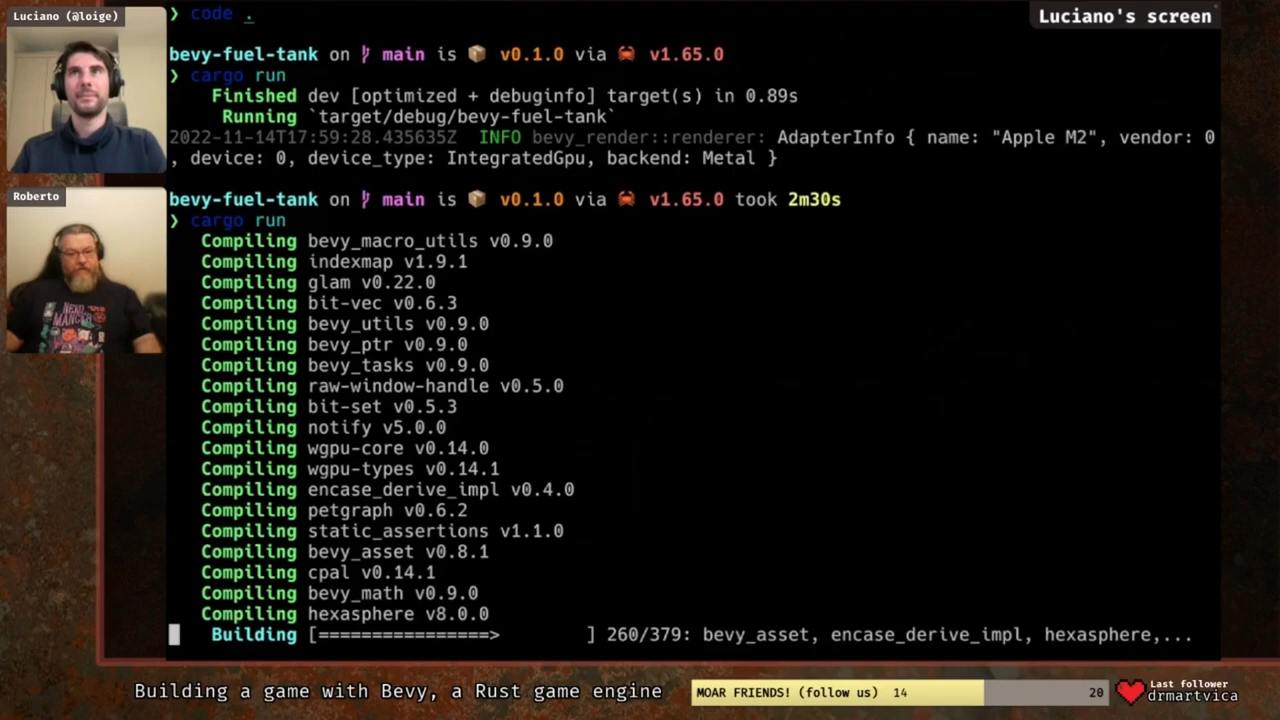 Luciano (@loige)
❯ code .
Luciano's screen
bevy-fuel-tank on main is 📦 v0.1.0 via 🦀 v1.65.0
❯ cargo run
Finished dev [optimized + debuginfo] target(s) in 0.89s
Running `target/debug/bevy-fuel-tank`
2022-11-14T17:59:28.435635Z INFO bevy_render::renderer: AdapterInfo { name: "Apple M2", vendor: 0
, device: 0, device_type: IntegratedGpu, backend: Metal }
Roberto
bevy-fuel-tank on main is 📦 v0.1.0 via 🦀 v1.65.0 took 2m30s
❯ cargo run
Compiling bevy_macro_utils v0.9.0
Compiling indexmap v1.9.1
Compiling glam v0.22.0
Compiling bit-vec v0.6.3
Compiling bevy_utils v0.9.0
Compiling bevy_ptr v0.9.0
Compiling bevy_tasks v0.9.0
Compiling raw-window-handle v0.5.0
Compiling bit-set v0.5.3
Compiling notify v5.0.0
Compiling wgpu-core v0.14.0
Compiling wgpu-types v0.14.1
Compiling encase_derive_impl v0.4.0
Compiling petgraph v0.6.2
Compiling static_assertions v1.1.0
Compiling bevy_asset v0.8.1
Compiling cpal v0.14.1
Compiling bevy_math v0.9.0
Compiling hexasphere v8.0.0
Building [================> ] 260/379: bevy_asset, encase_derive_impl, hexasphere,...
Building a game with Bevy, a Rust game engine
MOAR FRIENDS! (follow us) 14
20
Last follower
drmartvica